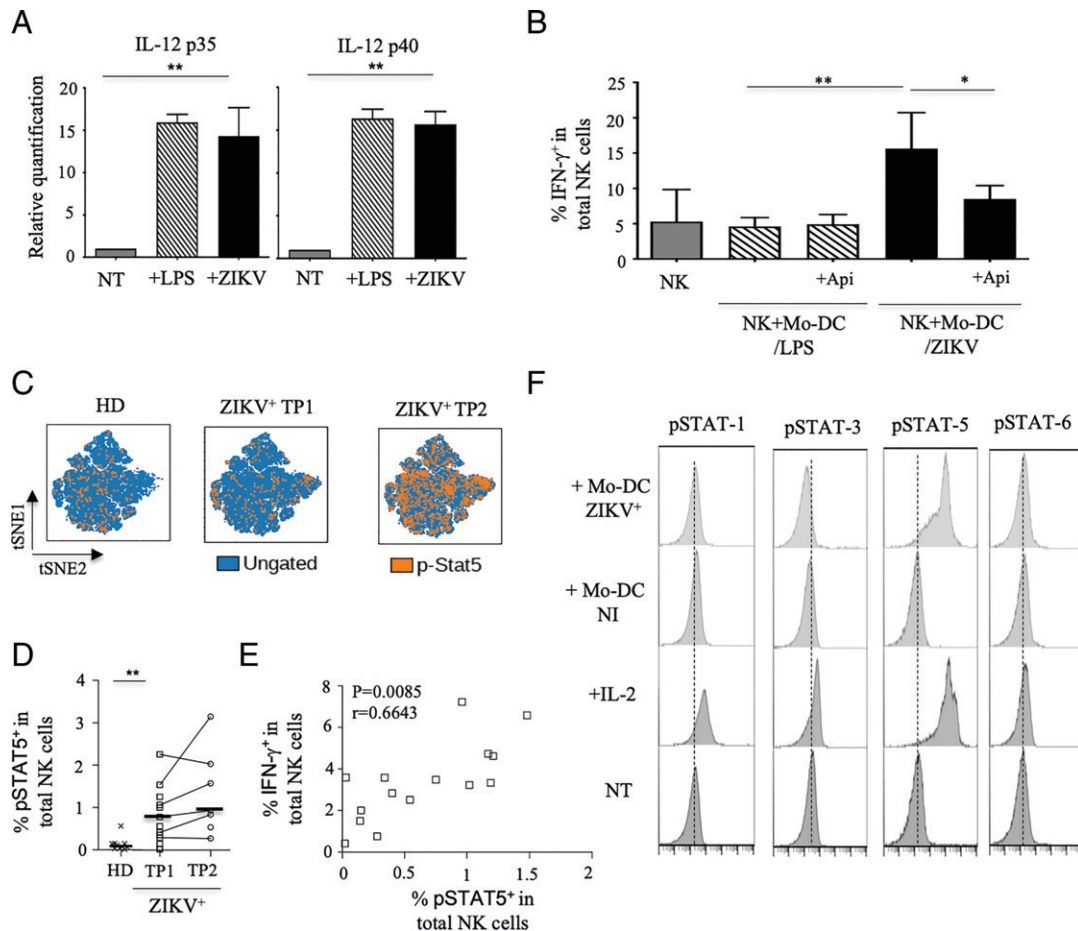 A
IL-12 p35
IL-12 p40
**
**
Relative quantification
20
15
10
5
0
NT
+LPS
+ZIKV
NT
+LPS
+ZIKV
B
% IFN-γ⁺ in
total NK cells
25
20
15
10
5
0
**
*
NK
+Api
+Api
NK+Mo-DC
/LPS
NK+Mo-DC
/ZIKV
C
HD
ZIKV⁺ TP1
ZIKV⁺ TP2
tSNE1
tSNE2
Ungated
p-Stat5
D
% pSTAT5⁺ in
total NK cells
**
4
3
2
1
0
HD
TP1
TP2
ZIKV⁺
E
% IFN-γ⁺ in
total NK cells
P=0.0085
r=0.6643
8
6
4
2
0
0
0.5
1
1.5
2
% pSTAT5⁺ in
total NK cells
F
pSTAT-1
pSTAT-3
pSTAT-5
pSTAT-6
+ Mo-DC
ZIKV⁺
+ Mo-DC
NI
+IL-2
NT